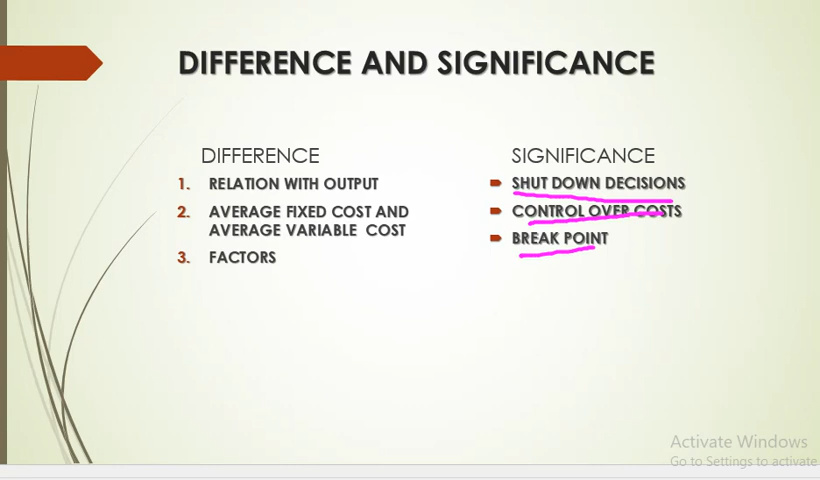 DIFFERENCE AND SIGNIFICANCE
DIFFERENCE
1. RELATION WITH OUTPUT
2. AVERAGE FIXED COST AND
AVERAGE VARIABLE COST
3. FACTORS
SIGNIFICANCE
SHUT DOWN DECISIONS
CONTROL OVER COSTS
BREAK POINT
Activate Windows
Go to Settings to activate